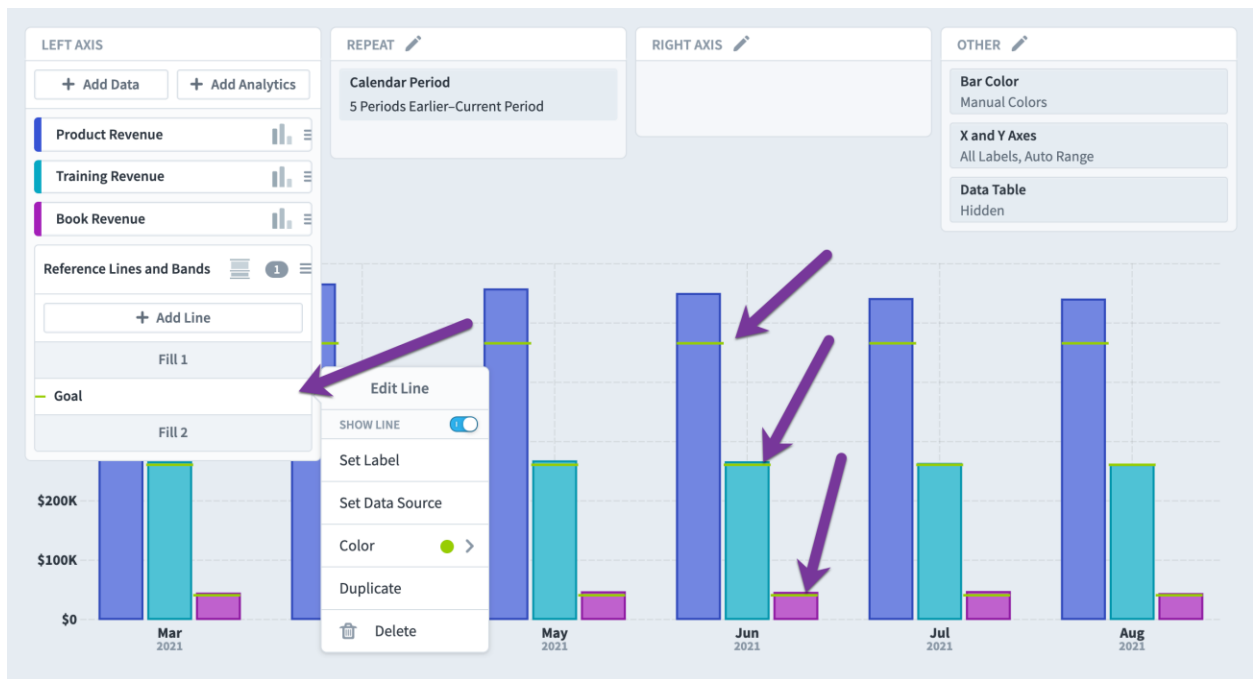 LEFT AXIS
+ Add Data
+ Add Analytics
Product Revenue
Training Revenue
Book Revenue
Reference Lines and Bands
1
+ Add Line
Fill 1
Goal
Fill 2
REPEAT
Calendar Period
5 Periods Earlier–Current Period
RIGHT AXIS
OTHER
Bar Color
Manual Colors
X and Y Axes
All Labels, Auto Range
Data Table
Hidden
Edit Line
SHOW LINE
Set Label
Set Data Source
Color
Duplicate
Delete
$200K
$100K
$0
Mar
2021
May
2021
Jun
2021
Jul
2021
Aug
2021